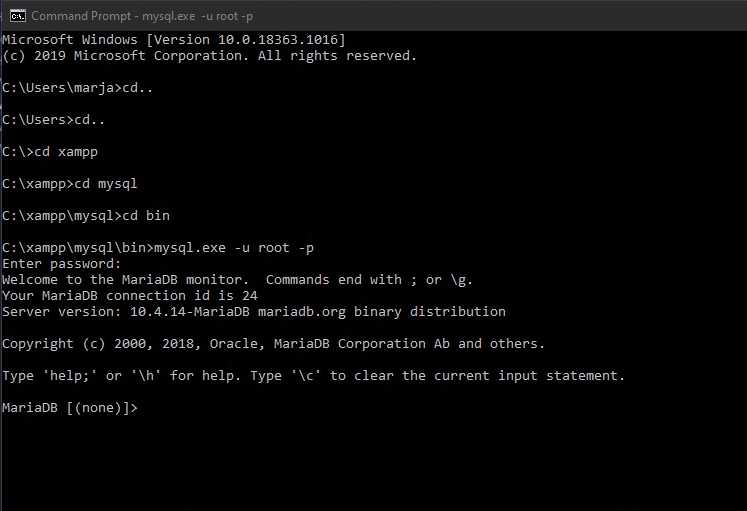 Command Prompt - mysql.exe -u root -p
Microsoft Windows [Version 10.0.18363.1016]
(c) 2019 Microsoft Corporation. All rights reserved.
C:\Users\marja>cd..
C:\Users>cd..
C:\>cd xampp
C:\xampp>cd mysql
C:\xampp\mysql>cd bin
C:\xampp\mysql\bin>mysql.exe -u root -p
Enter password:
Welcome to the MariaDB monitor.  Commands end with ; or \g.
Your MariaDB connection id is 24
Server version: 10.4.14-MariaDB mariadb.org binary distribution
Copyright (c) 2000, 2018, Oracle, MariaDB Corporation Ab and others.
Type 'help;' or '\h' for help. Type '\c' to clear the current input statement.
MariaDB [(none)]>